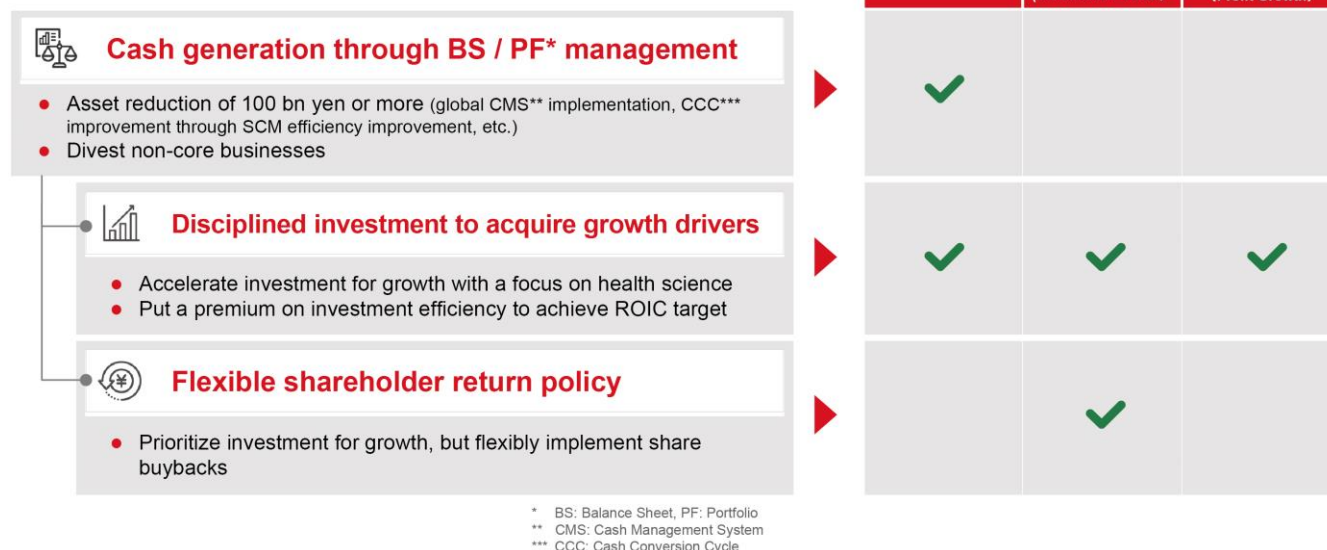 Cash generation through BS / PF* management
● Asset reduction of 100 bn yen or more (global CMS** implementation, CCC***
improvement through SCM efficiency improvement, etc.)
● Divest non-core businesses
Disciplined investment to acquire growth drivers
● Accelerate investment for growth with a focus on health science
● Put a premium on investment efficiency to achieve ROIC target
Flexible shareholder return policy
● Prioritize investment for growth, but flexibly implement share
buybacks
* BS: Balance Sheet, PF: Portfolio
** CMS: Cash Management System
*** CCC: Cash Conversion Cycle